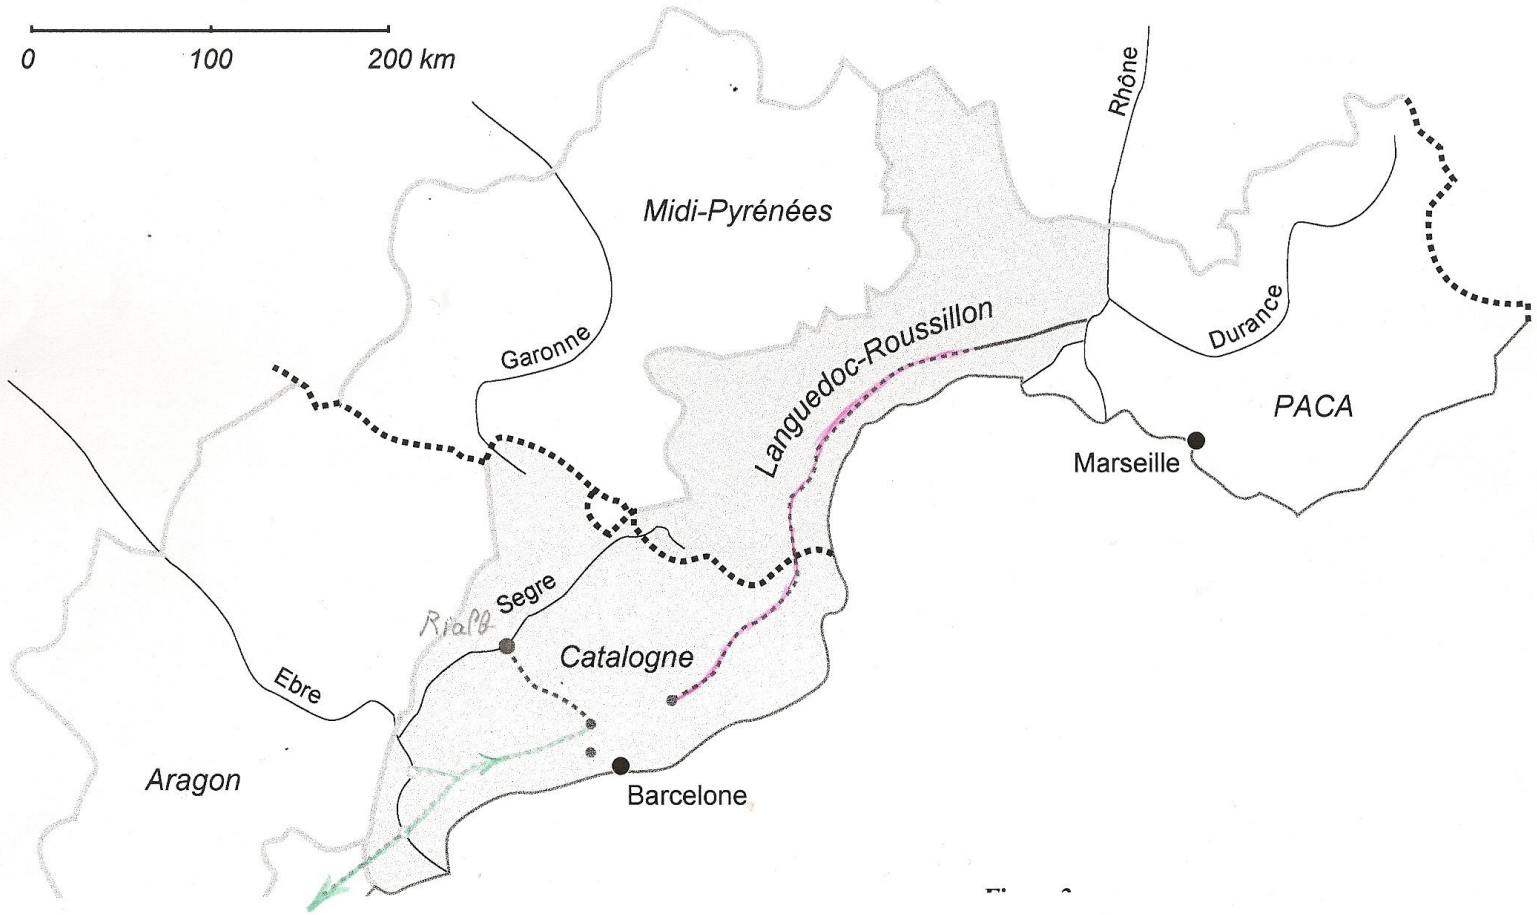 0 100 200 km
Rhône
Midi-Pyrénées
Languedoc-Roussillon
Garonne
Durance
PACA
Marseille
Segre
Catalogne
Ebre
Aragon
Barcelone